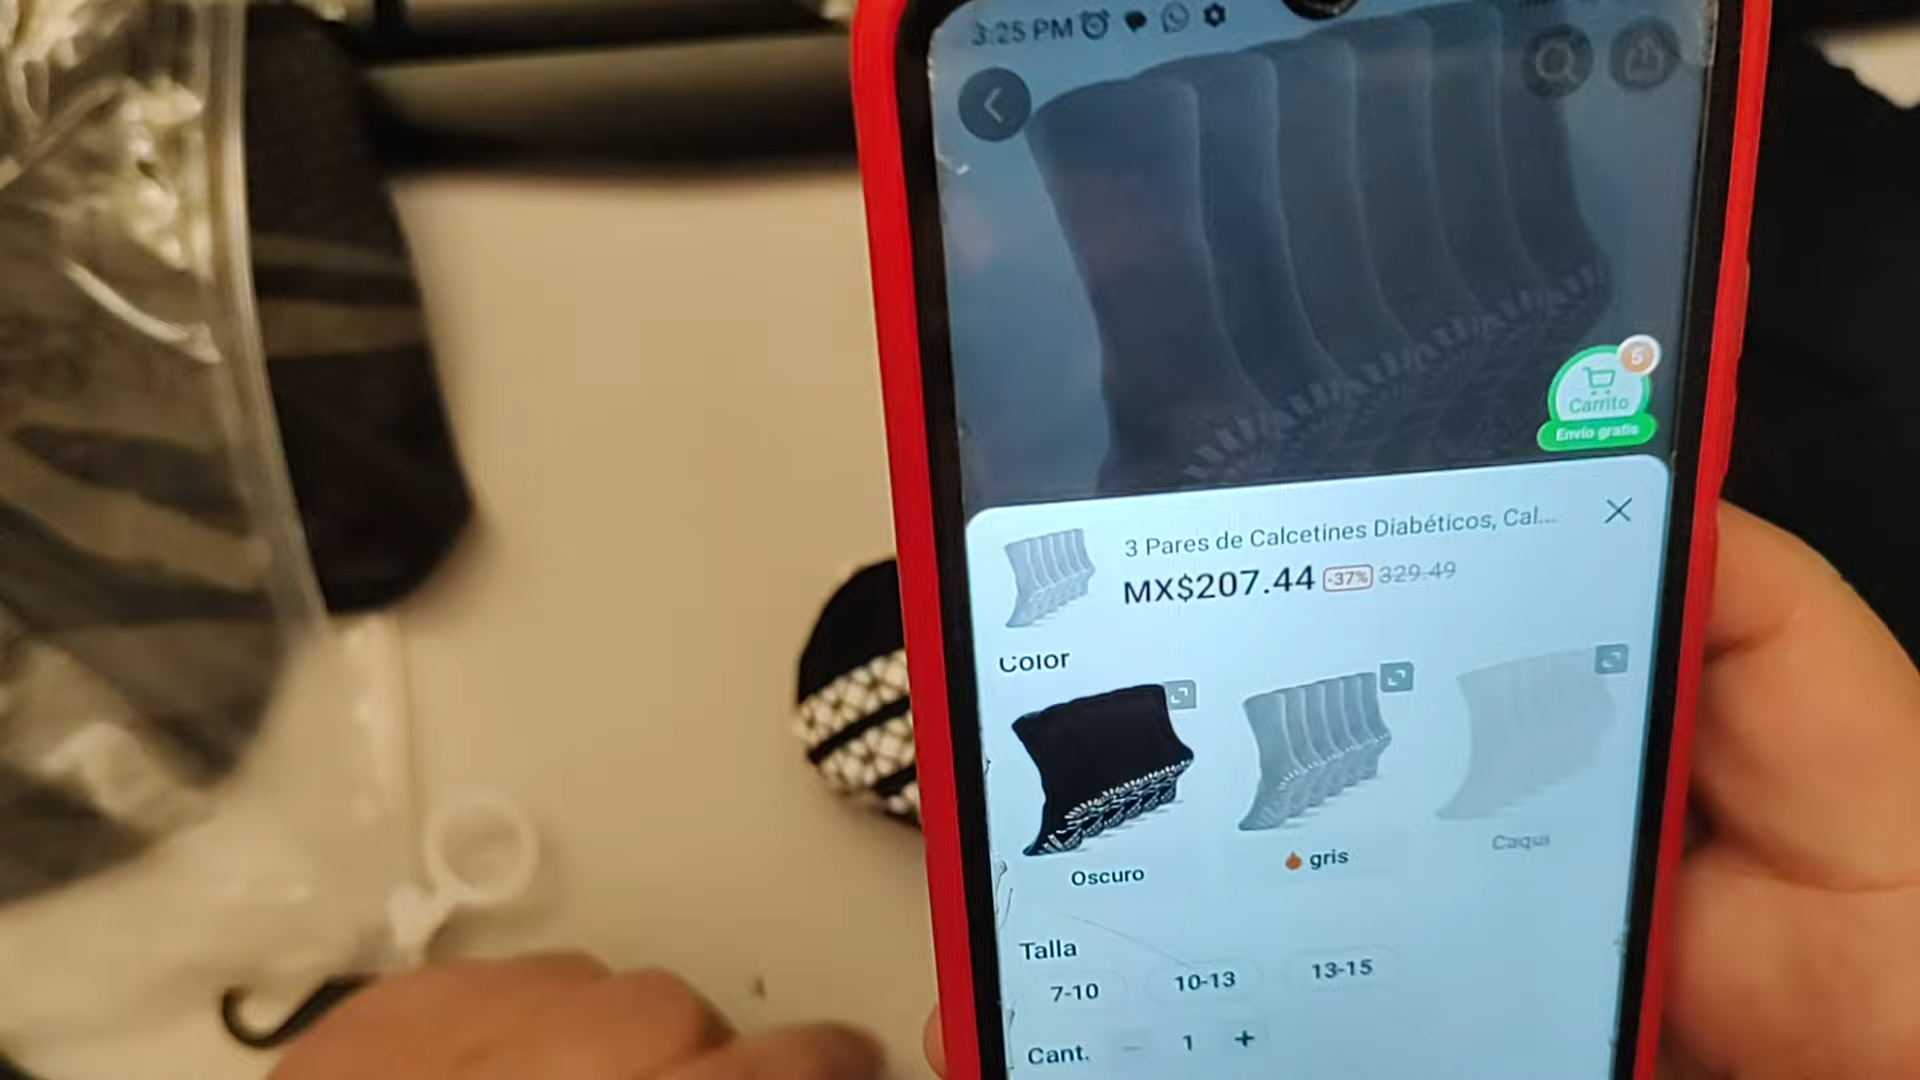 3:25 PM
5
Carrito
Envío gratis
3 Pares de Calcetines Diabéticos, Cal...
MX$207.44 -37% 329.49
Color
Oscuro
gris
Caqui
Talla
7-10
10-13
13-15
Cant. − 1 +